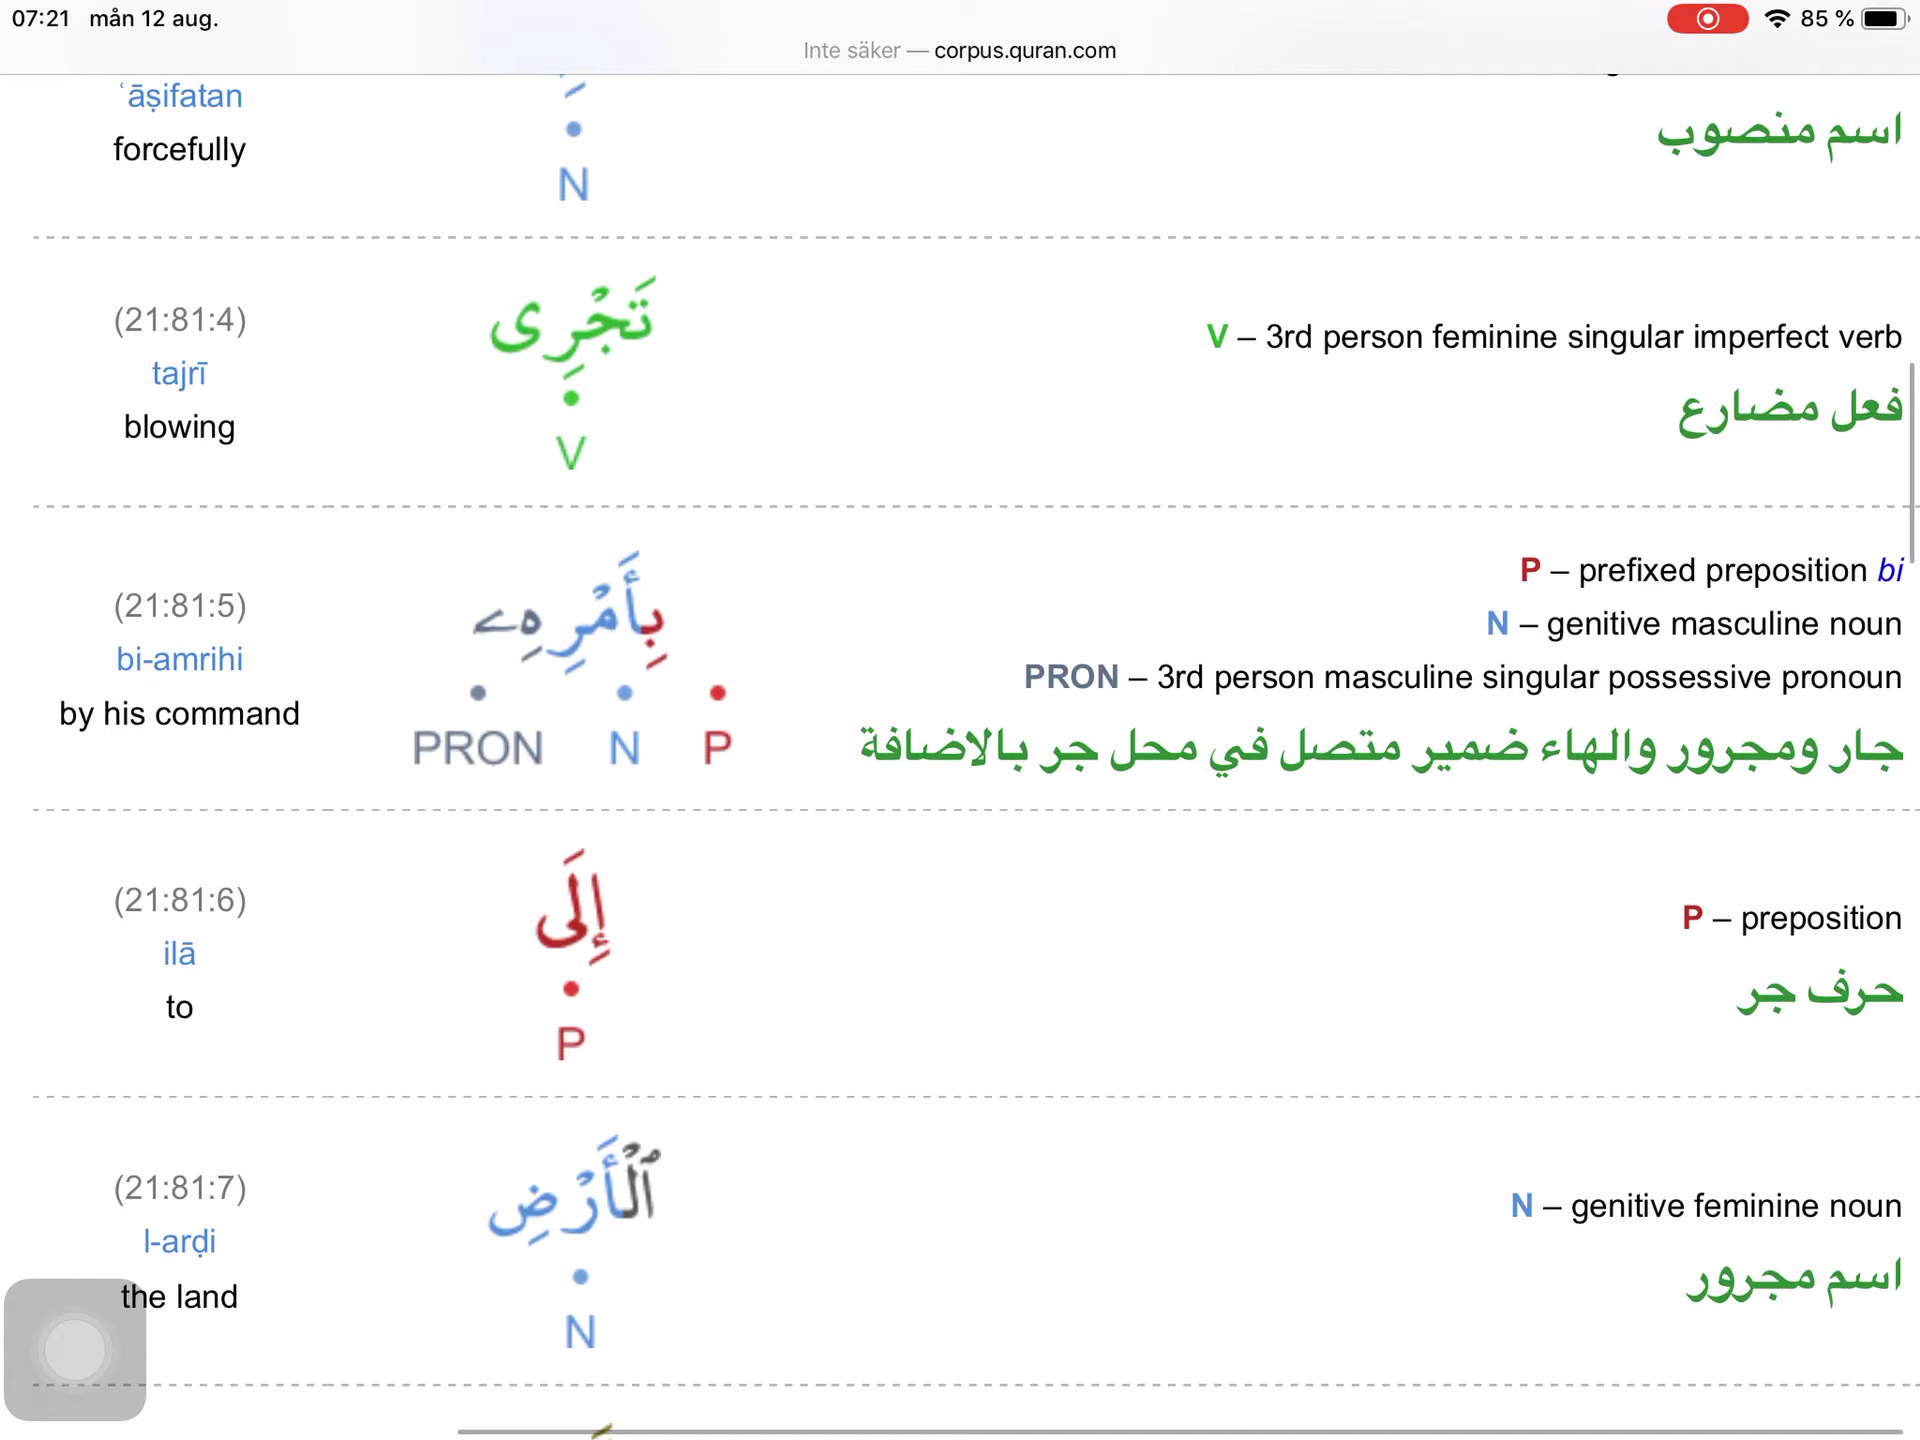 07:21 mån 12 aug. 85 %
Inte säker — corpus.quran.com
ʿāṣifatan
forcefully
N
اسم منصوب
(21:81:4)
tajrī
blowing
تَجْرِى
V
V – 3rd person feminine singular imperfect verb
فعل مضارع
(21:81:5)
bi-amrihi
by his command
بِأَمْرِهِۦ
PRON N P
P – prefixed preposition bi
N – genitive masculine noun
PRON – 3rd person masculine singular possessive pronoun
جار ومجرور والهاء ضمير متصل في محل جر بالاضافة
(21:81:6)
ilā
to
إِلَى
P
P – preposition
حرف جر
(21:81:7)
l-arḍi
the land
ٱلْأَرْضِ
N
N – genitive feminine noun
اسم مجرور